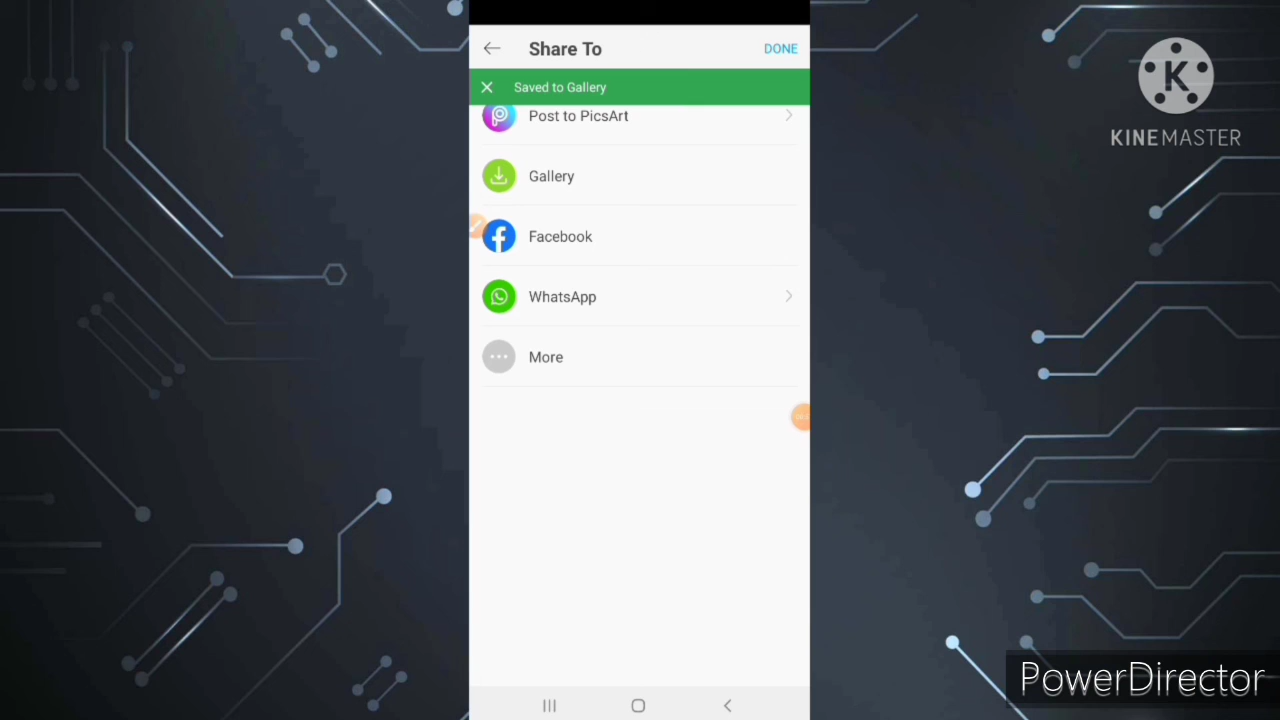 Share To
DONE
Saved to Gallery
Post to PicsArt
Gallery
Facebook
WhatsApp
More
K
KINEMASTER
PowerDirector